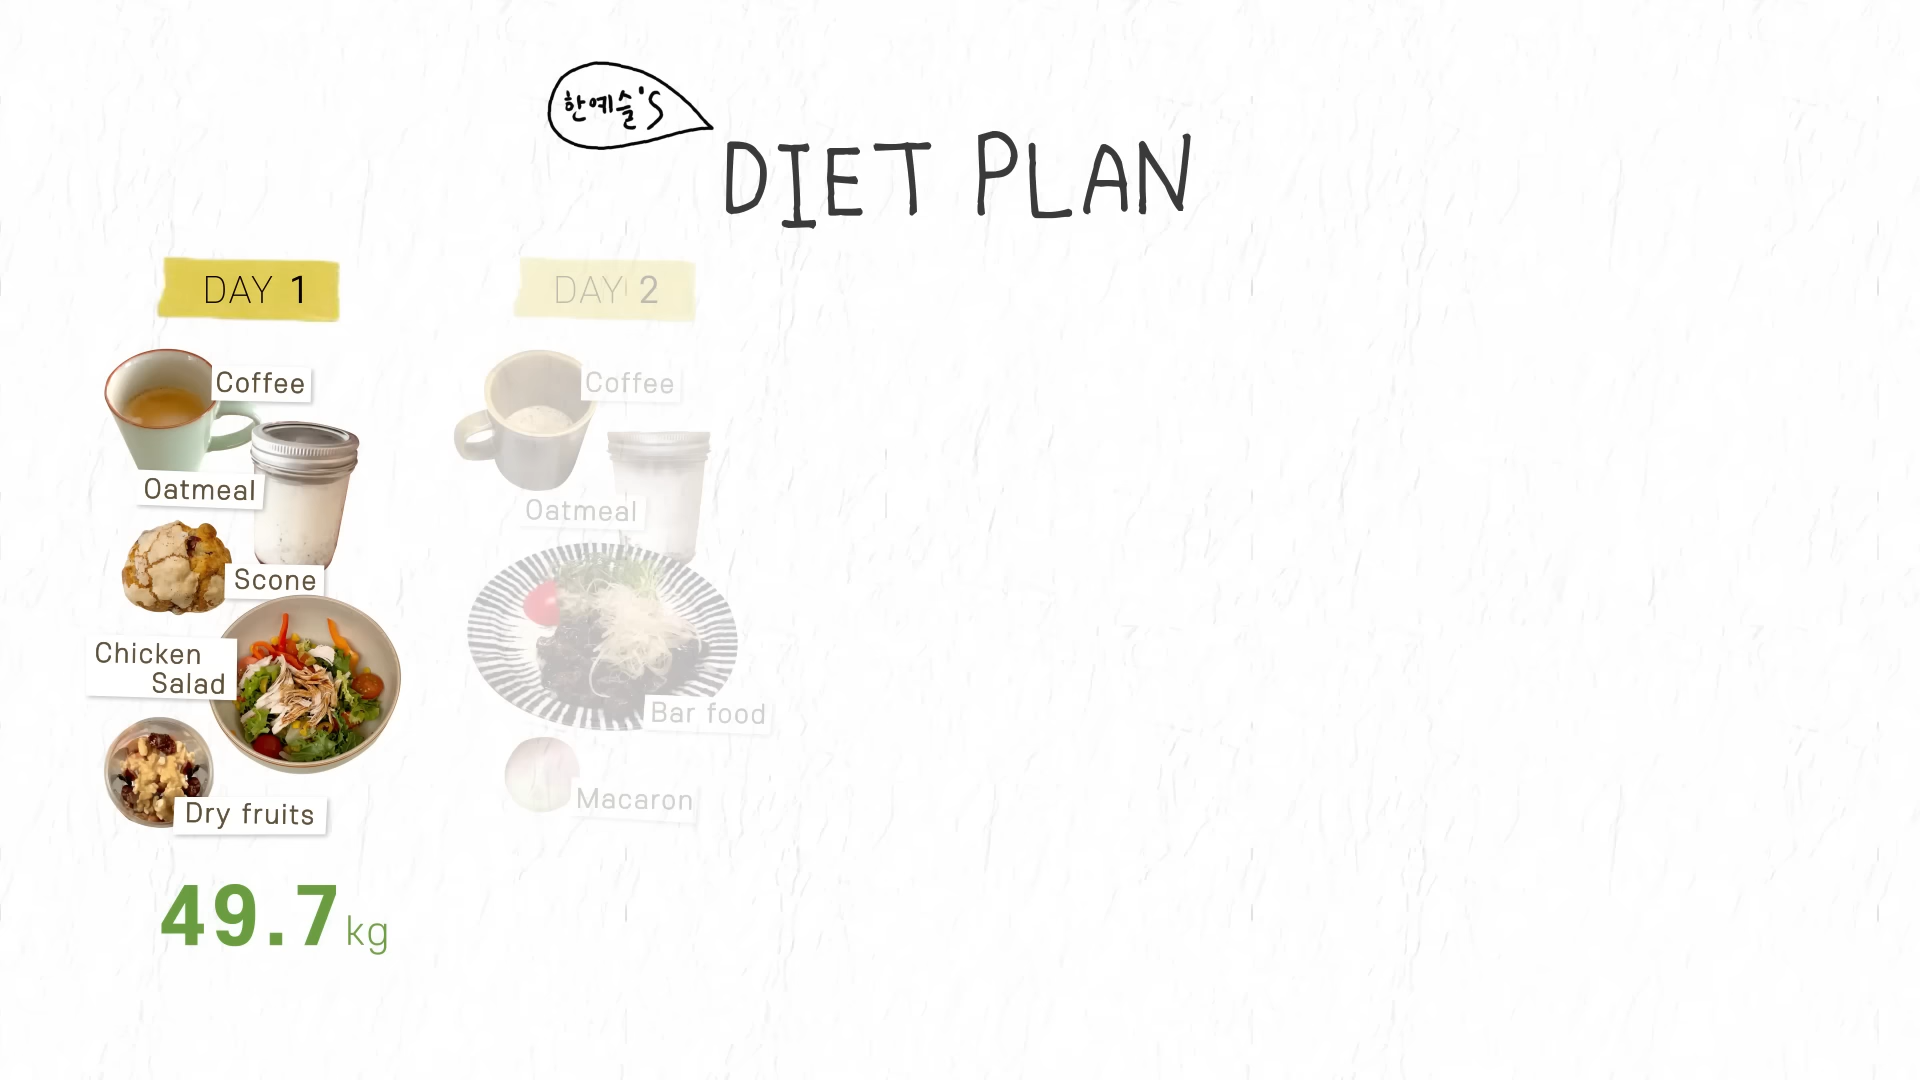 한예슬's
DIET PLAN
DAY 1
Coffee
Oatmeal
Scone
Chicken
Salad
Dry fruits
49.7kg
DAY 2
Coffee
Oatmeal
Bar food
Macaron